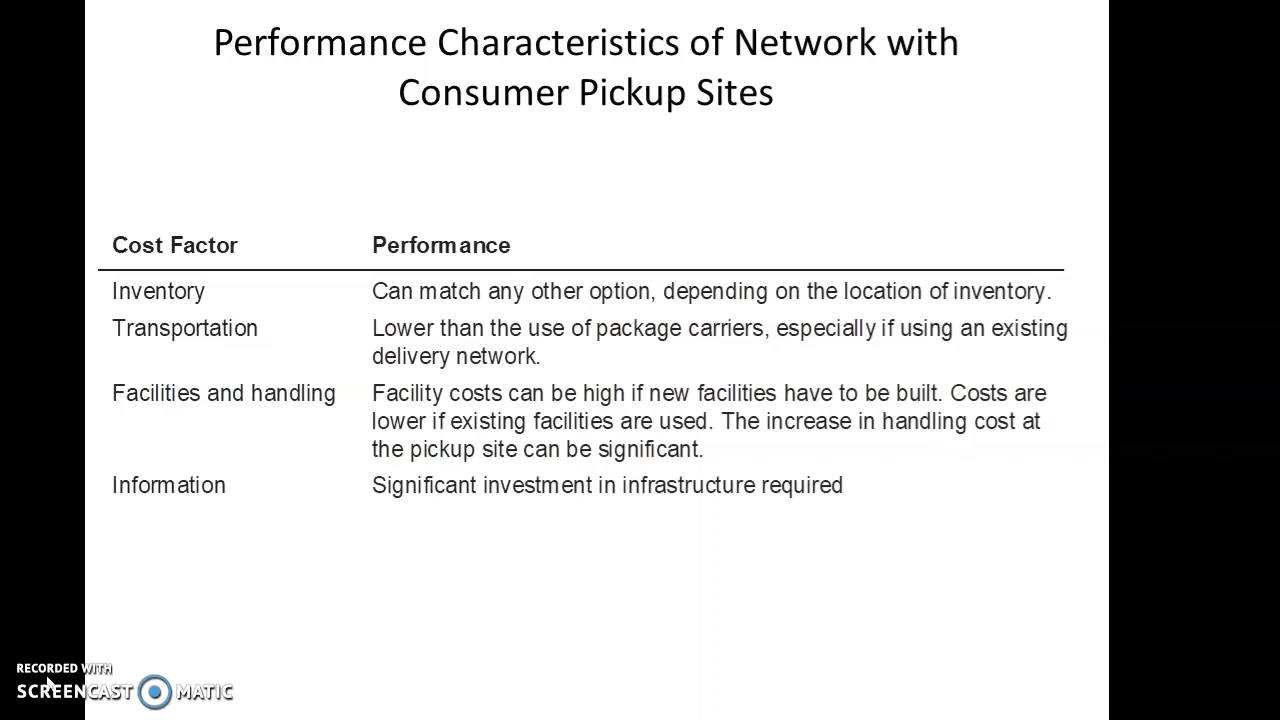 Performance Characteristics of Network with
Consumer Pickup Sites
Cost Factor Performance
Inventory Can match any other option, depending on the location of inventory.
Transportation Lower than the use of package carriers, especially if using an existing
delivery network.
Facilities and handling Facility costs can be high if new facilities have to be built. Costs are
lower if existing facilities are used. The increase in handling cost at
the pickup site can be significant.
Information Significant investment in infrastructure required
RECORDED WITH
SCREENCAST MATIC